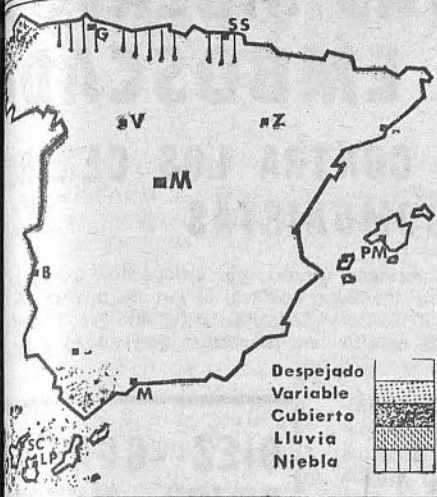 G
SS
V
Z
M
PM
B
M
SC
LP
Despejado
Variable
Cubierto
Lluvia
Niebla